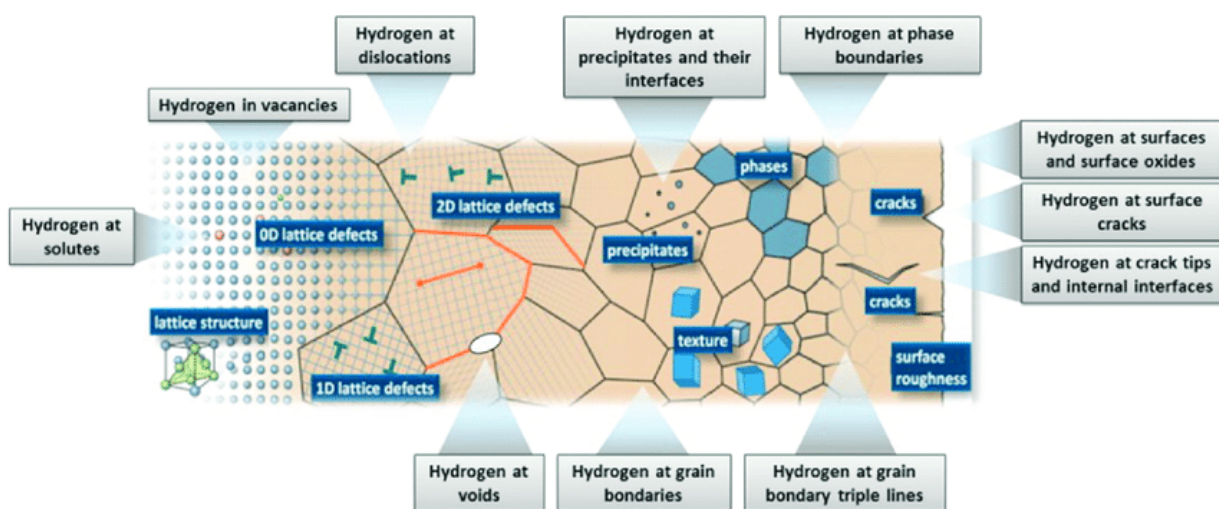 Hydrogen at
dislocations
Hydrogen at
precipitates and their
interfaces
Hydrogen at phase
boundaries
Hydrogen in vacancies
Hydrogen at surfaces
and surface oxides
Hydrogen at
solutes
Hydrogen at surface
cracks
Hydrogen at crack tips
and internal interfaces
phases
cracks
2D lattice defects
0D lattice defects
precipitates
cracks
lattice structure
texture
surface
roughness
1D lattice defects
Hydrogen at
voids
Hydrogen at grain
bondaries
Hydrogen at grain
bondary triple lines